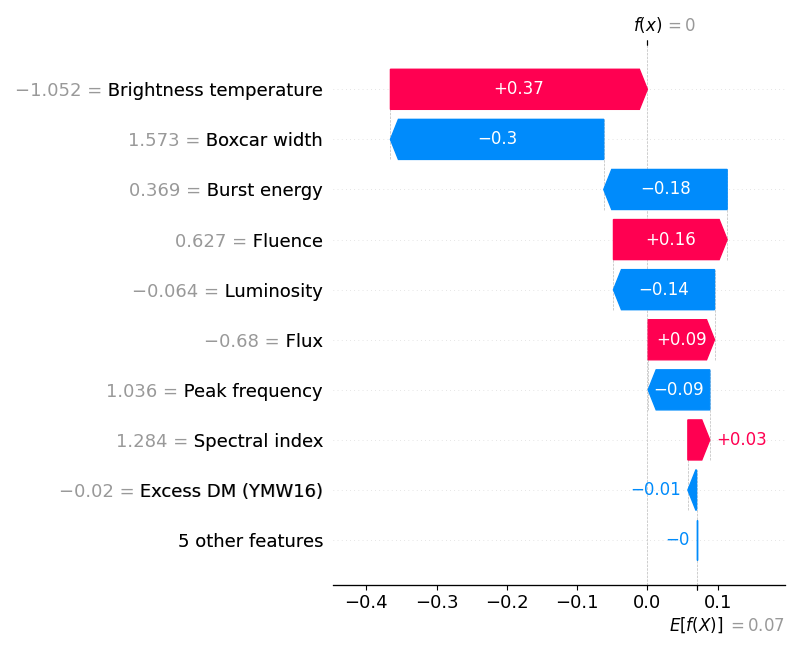 f(x) = 0
−1.052 = Brightness temperature
+0.37
1.573 = Boxcar width
−0.3
0.369 = Burst energy
−0.18
0.627 = Fluence
+0.16
−0.064 = Luminosity
−0.14
−0.68 = Flux
+0.09
1.036 = Peak frequency
−0.09
1.284 = Spectral index
+0.03
−0.02 = Excess DM (YMW16)
−0.01
5 other features
−0
−0.4 −0.3 −0.2 −0.1 0.0 0.1
E[f(X)] = 0.07